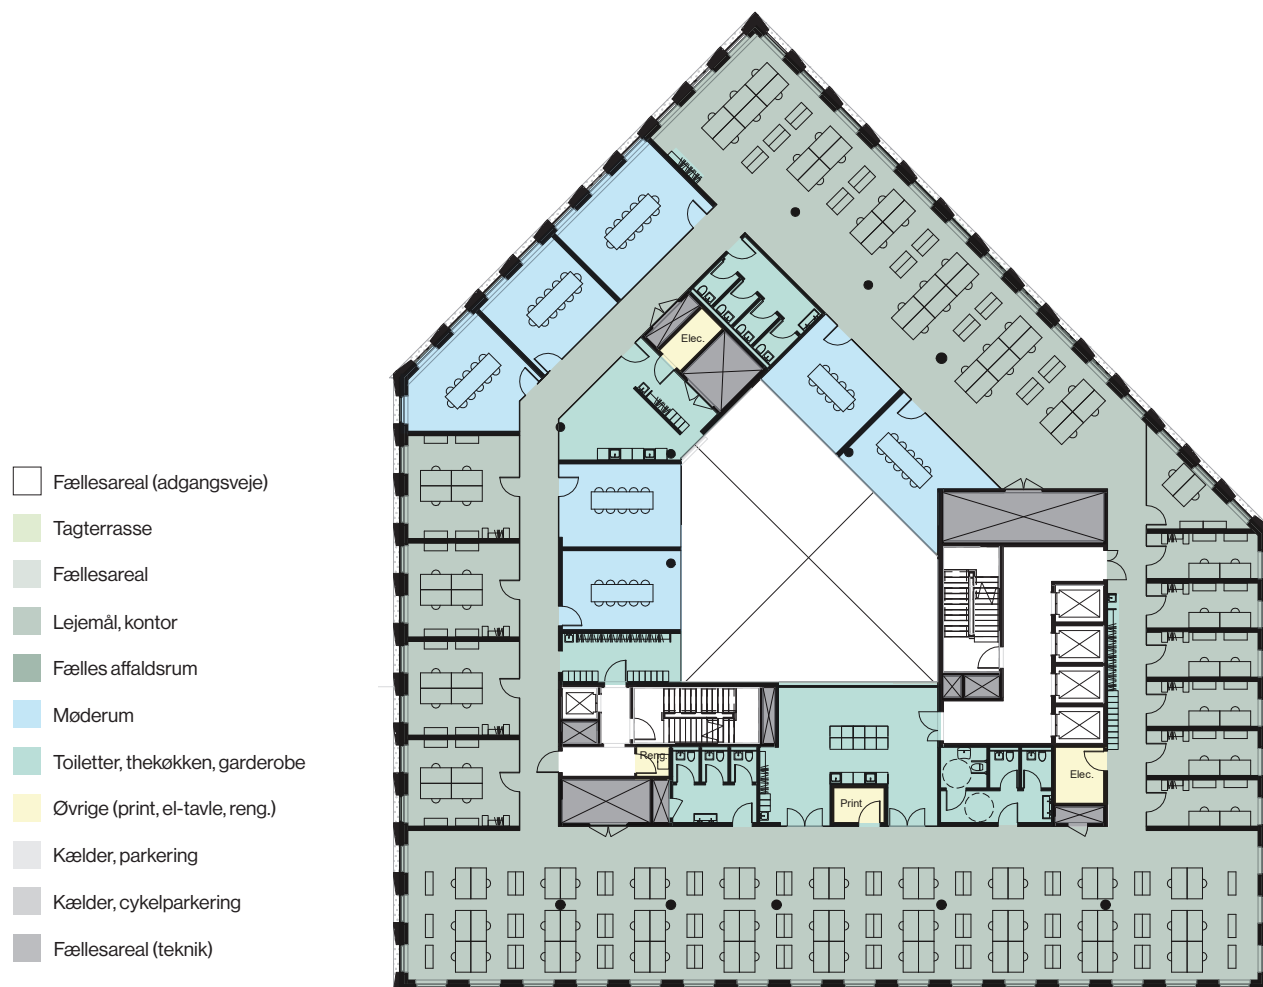 Elec.
Fællesareal (adgangsveje)
Tagterrasse
Fællesareal
Lejemål, kontor
Fælles affaldsrum
Møderum
Toiletter, thekøkken, garderobe
Reng.
Elec.
Øvrige (print, el-tavle, reng.)
Print
Kælder, parkering
Kælder, cykelparkering
Fællesareal (teknik)